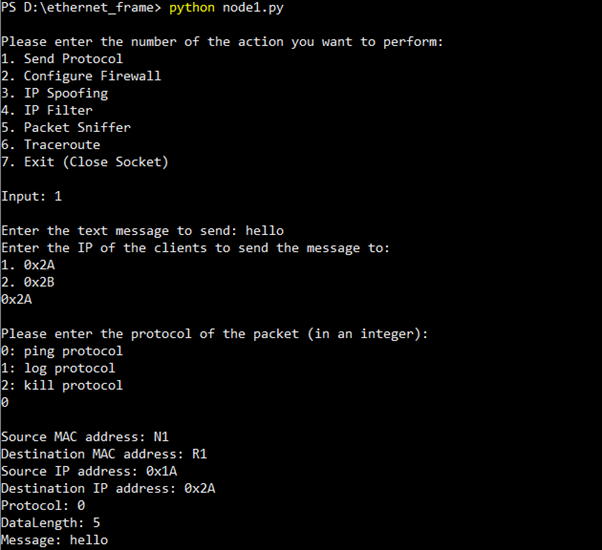 PS D:\ethernet_frame> python node1.py
Please enter the number of the action you want to perform:
1. Send Protocol
2. Configure Firewall
3. IP Spoofing
4. IP Filter
5. Packet Sniffer
6. Traceroute
7. Exit (Close Socket)
Input: 1
Enter the text message to send: hello
Enter the IP of the clients to send the message to:
1. 0x2A
2. 0x2B
0x2A
Please enter the protocol of the packet (in an integer):
0: ping protocol
1: log protocol
2: kill protocol
0
Source MAC address: N1
Destination MAC address: R1
Source IP address: 0x1A
Destination IP address: 0x2A
Protocol: 0
DataLength: 5
Message: hello